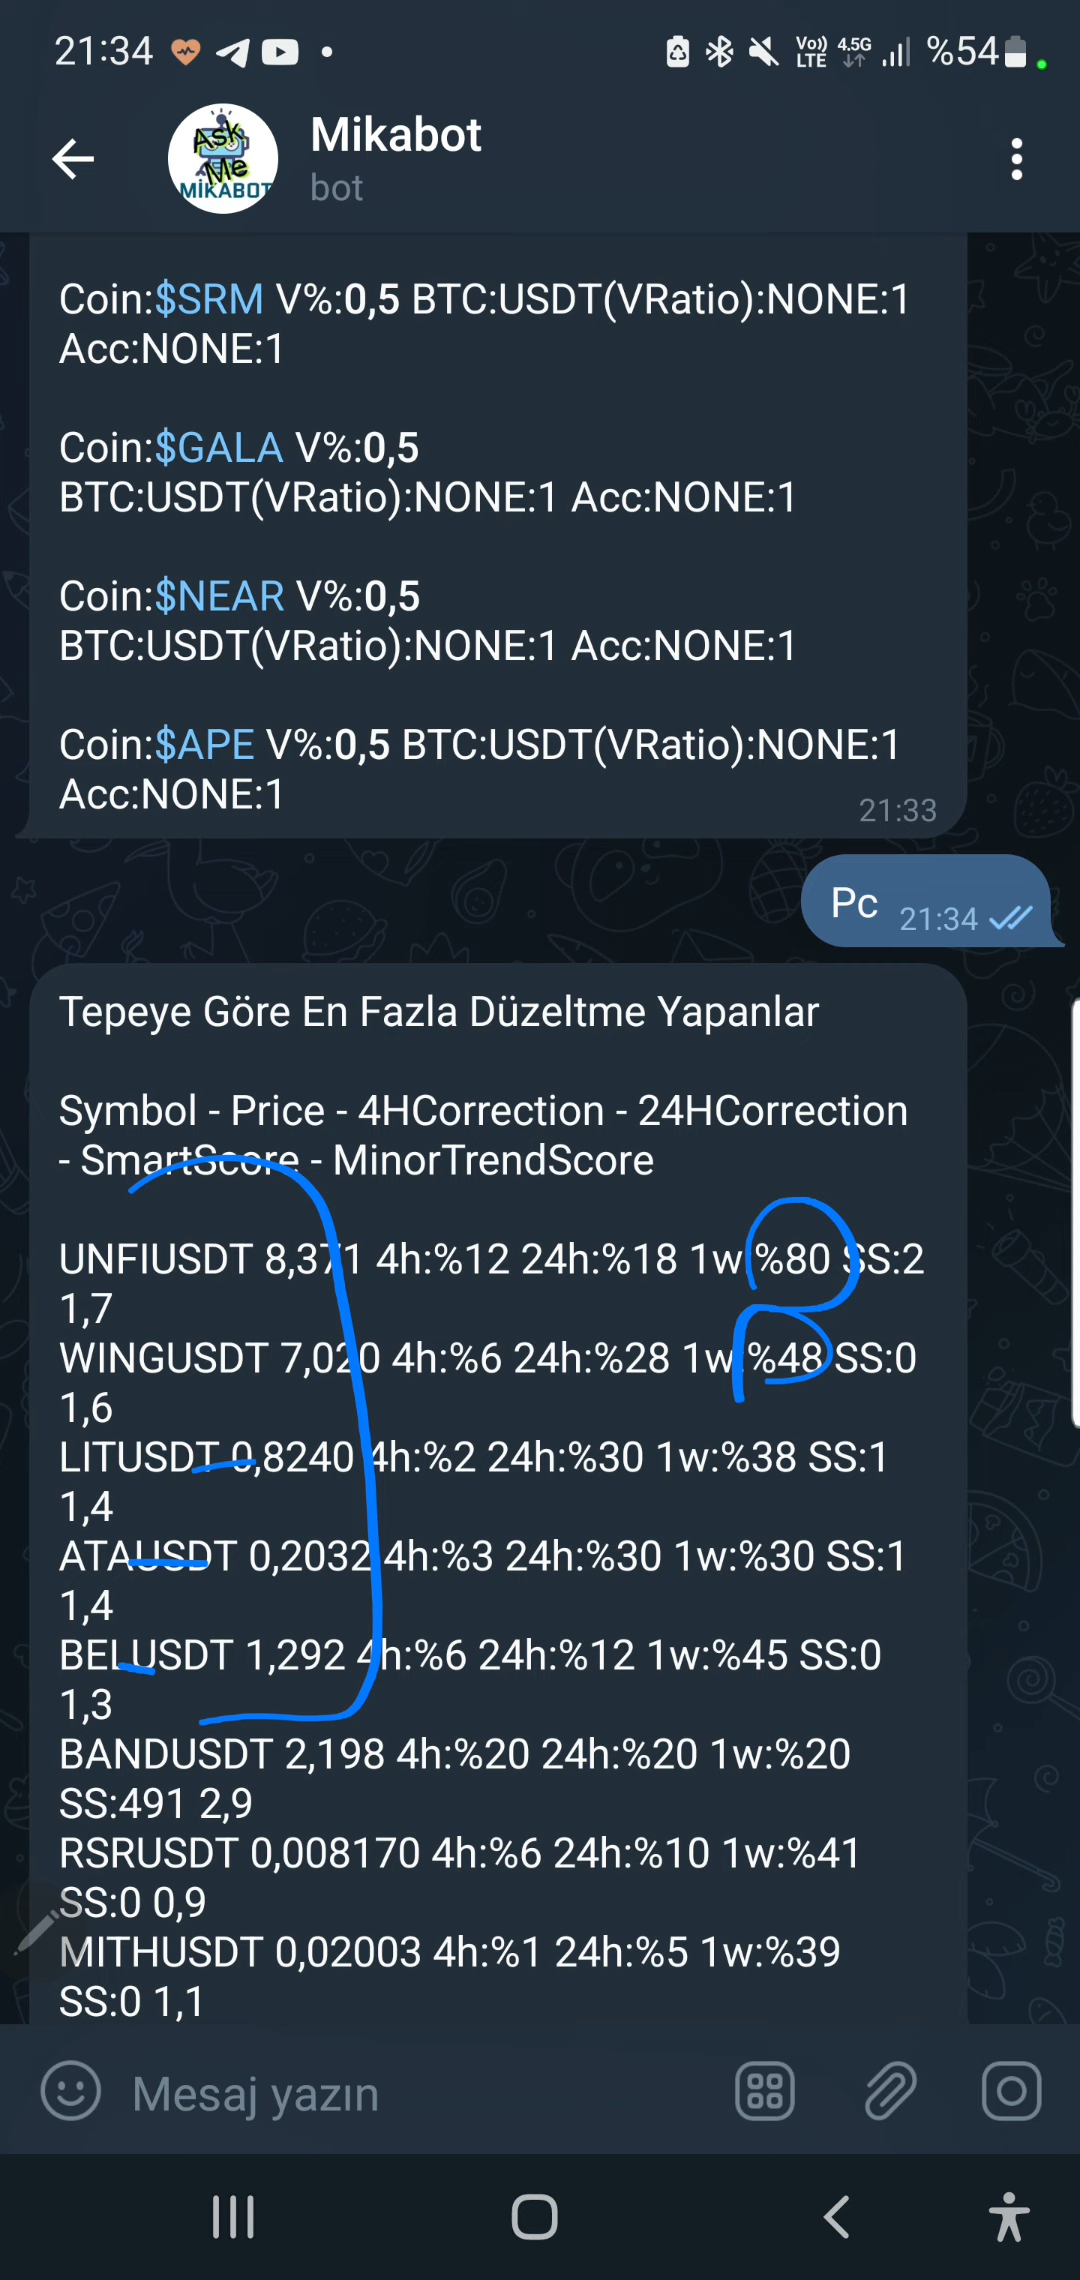 21:34
Vo)) LTE 4.5G %54
Ask Me MİKABOT
Mikabot
bot
Coin:$SRM V%:0,5 BTC:USDT(VRatio):NONE:1
Acc:NONE:1
Coin:$GALA V%:0,5
BTC:USDT(VRatio):NONE:1 Acc:NONE:1
Coin:$NEAR V%:0,5
BTC:USDT(VRatio):NONE:1 Acc:NONE:1
Coin:$APE V%:0,5 BTC:USDT(VRatio):NONE:1
Acc:NONE:1
21:33
Pc 21:34
Tepeye Göre En Fazla Düzeltme Yapanlar
Symbol - Price - 4HCorrection - 24HCorrection
- SmartScore - MinorTrendScore
UNFIUSDT 8,371 4h:%12 24h:%18 1w:%80 SS:2
1,7
WINGUSDT 7,020 4h:%6 24h:%28 1w:%48 SS:0
1,6
LITUSDT 0,8240 4h:%2 24h:%30 1w:%38 SS:1
1,4
ATAUSDT 0,2032 4h:%3 24h:%30 1w:%30 SS:1
1,4
BELUSDT 1,292 4h:%6 24h:%12 1w:%45 SS:0
1,3
BANDUSDT 2,198 4h:%20 24h:%20 1w:%20
SS:491 2,9
RSRUSDT 0,008170 4h:%6 24h:%10 1w:%41
SS:0 0,9
MITHUSDT 0,02003 4h:%1 24h:%5 1w:%39
SS:0 1,1
Mesaj yazın